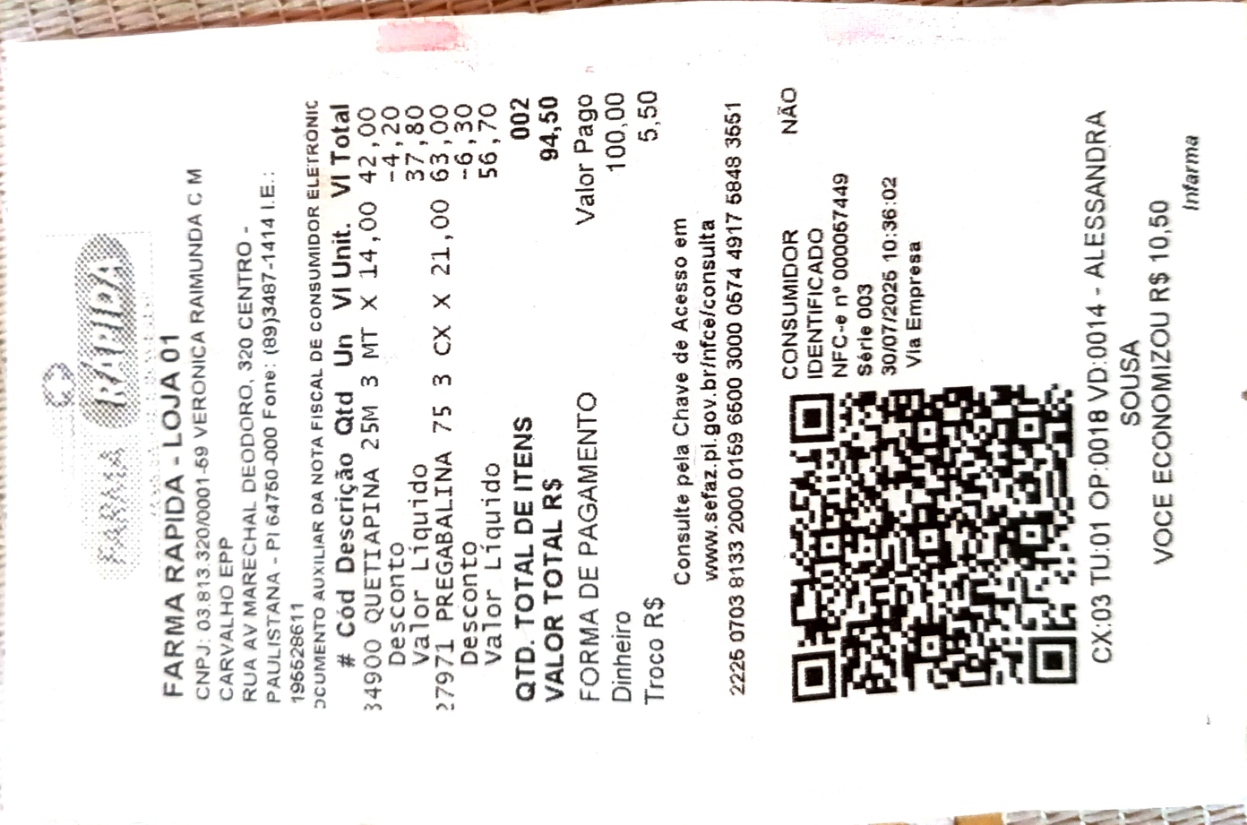 FARMA RÁPIDA
FARMA RAPIDA - LOJA 01
CNPJ: 03.813.320/0001-59 VERONICA RAIMUNDA C M
CARVALHO EPP
RUA AV MARECHAL DEODORO, 320 CENTRO -
PAULISTANA - PI 64750-000 Fone: (89)3487-1414 I.E.:
195528611
OCUMENTO AUXILIAR DA NOTA FISCAL DE CONSUMIDOR ELETRÔNIC
# Cód Descrição Qtd Un Vl Unit. Vl Total
34900 QUETIAPINA 25M 3 MT X 14,00 42,00
Desconto -4,20
Valor Líquido 37,80
27971 PREGABALINA 75 3 CX X 21,00 63,00
Desconto -6,30
Valor Líquido 56,70
QTD. TOTAL DE ITENS 002
VALOR TOTAL R$ 94,50
FORMA DE PAGAMENTO Valor Pago
Dinheiro 100,00
Troco R$ 5,50
Consulte pela Chave de Acesso em
www.sefaz.pi.gov.br/nfce/consulta
2225 0703 8133 2000 0159 6500 3000 0574 4917 5848 3551
CONSUMIDOR NÃO
IDENTIFICADO
NFC-e nº 000057449
Série 003
30/07/2025 10:36:02
Via Empresa
CX:03 TU:01 OP:0018 VD:0014 - ALESSANDRA
SOUSA
VOCE ECONOMIZOU R$ 10,50
Infarma